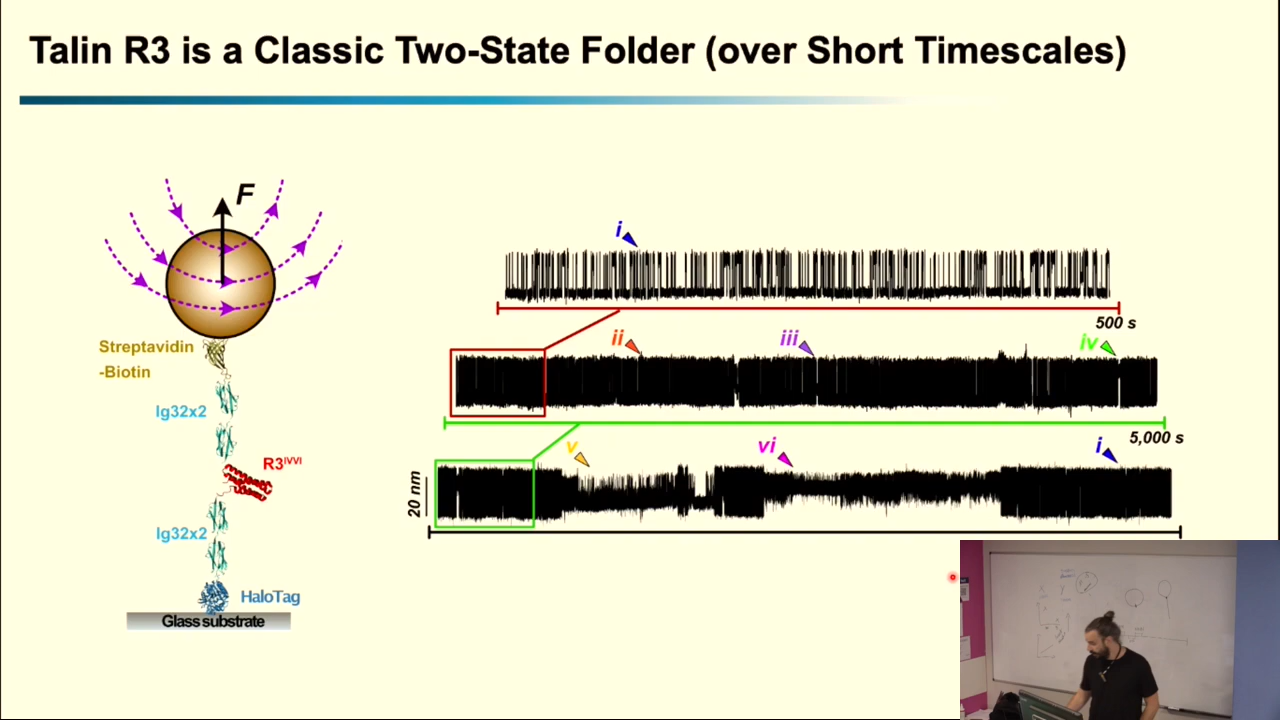 Talin R3 is a Classic Two-State Folder (over Short Timescales)
F
Streptavidin
-Biotin
Ig32x2
R3IVVI
Ig32x2
HaloTag
Glass substrate
i
500 s
ii
iii
iv
5,000 s
v
vi
i
20 nm